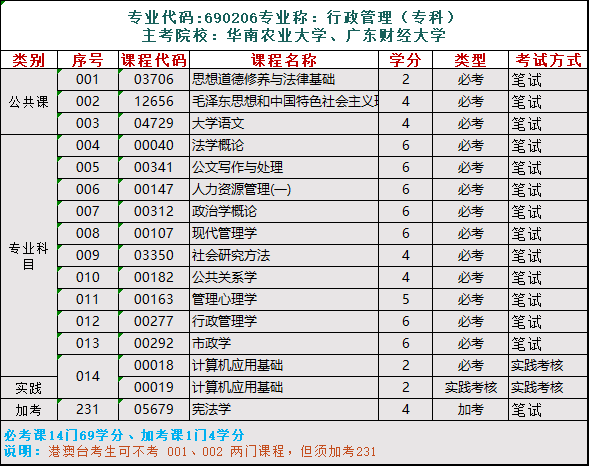 专业代码:690206专业称：行政管理（专科）
主考院校：华南农业大学、广东财经大学
类别 序号 课程代码 课程名称 学分 类型 考试方式
公共课 001 03706 思想道德修养与法律基础 2 必考 笔试
002 12656 毛泽东思想和中国特色社会主义理 4 必考 笔试
003 04729 大学语文 4 必考 笔试
专业科目 004 00040 法学概论 6 必考 笔试
005 00341 公文写作与处理 6 必考 笔试
006 00147 人力资源管理(一) 6 必考 笔试
007 00312 政治学概论 6 必考 笔试
008 00107 现代管理学 6 必考 笔试
009 03350 社会研究方法 4 必考 笔试
010 00182 公共关系学 4 必考 笔试
011 00163 管理心理学 5 必考 笔试
012 00277 行政管理学 6 必考 笔试
013 00292 市政学 6 必考 笔试
014 00018 计算机应用基础 2 必考 实践考核
实践 00019 计算机应用基础 2 实践考核 实践考核
加考 231 05679 宪法学 4 加考 笔试
必考课14门69学分、加考课1门4学分
说明：港澳台考生可不考 001、002 两门课程，但须加考231